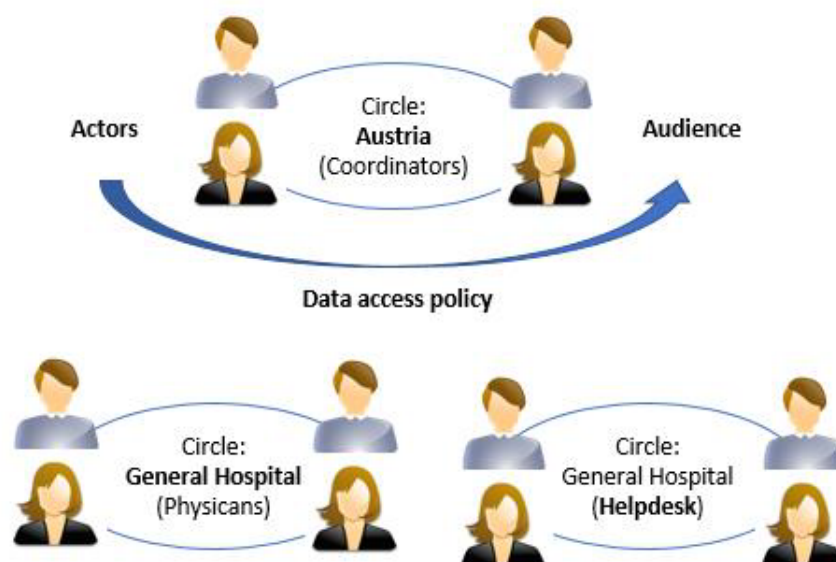 Circle:
Actors
Austria
Audience
(Coordinators)
Data access policy
Circle:
General Hospital
(Physicans)
Circle:
General Hospital
(Helpdesk)